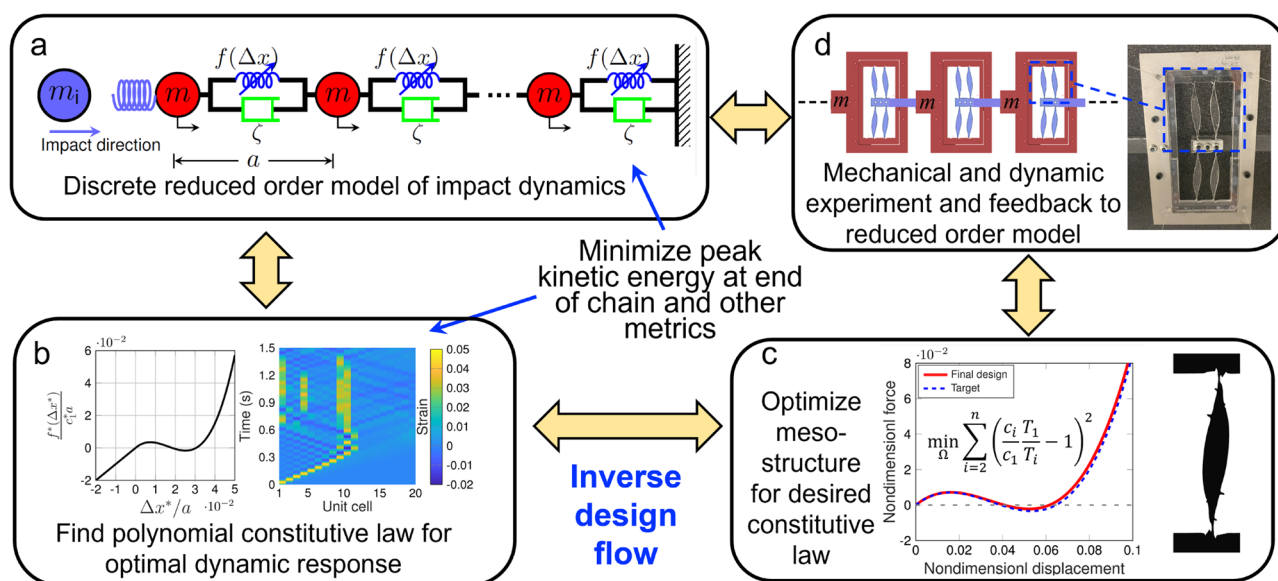 a
f(Δx)
f(Δx)
f(Δx)
m_i
m
m
m
ζ
ζ
ζ
Impact direction
a
Discrete reduced order model of impact dynamics
d
m
m
m
Mechanical and dynamic
experiment and feedback to
reduced order model
Minimize peak
kinetic energy at end
of chain and other
metrics
b
·10⁻²
6
4
2
0
-2
f*(Δx*)
c₁*a
-2 -1 0 1 2 3 4 5
Δx*/a ·10⁻²
1.5
1.2
0.9
0.6
0.3
0
Time (s)
1 5 10 15 20
Unit cell
0.05
0.04
0.03
0.02
0.01
0
-0.01
-0.02
Strain
Find polynomial constitutive law for
optimal dynamic response
Inverse
design
flow
c
Optimize
meso-
structure
for desired
constitutive
law
·10⁻²
8
6
4
2
0
-2
Nondimensionl force
Final design
Target
min_Ω ∑_{i=2}^{n} (c_i/c_1 T_1/T_i − 1)²
0 0.02 0.04 0.06 0.08 0.1
Nondimensionl displacement